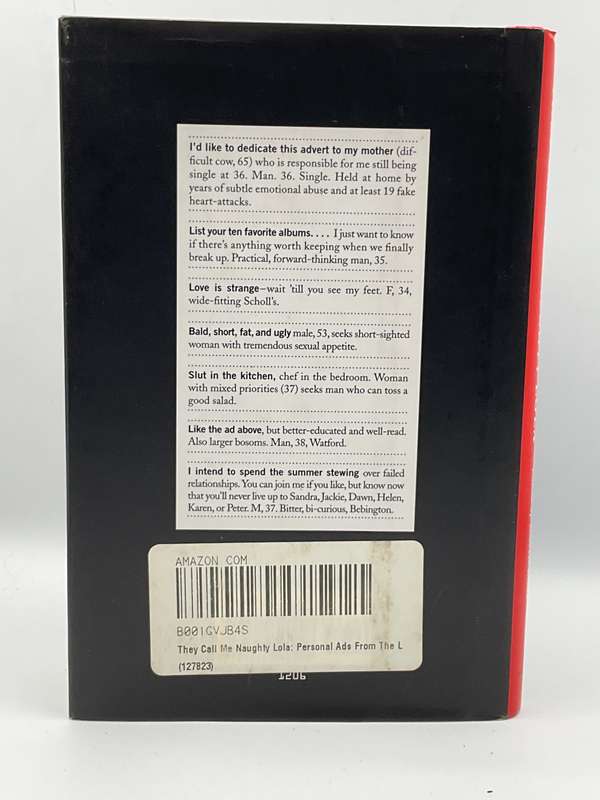 I'd like to dedicate this advert to my mother (dif-
ficult cow, 65) who is responsible for me still being
single at 36. Man. 36. Single. Held at home by
years of subtle emotional abuse and at least 19 fake
heart-attacks.
List your ten favorite albums. . . . I just want to know
if there's anything worth keeping when we finally
break up. Practical, forward-thinking man, 35.
Love is strange–wait 'till you see my feet. F, 34,
wide-fitting Scholl's.
Bald, short, fat, and ugly male, 53, seeks short-sighted
woman with tremendous sexual appetite.
Slut in the kitchen, chef in the bedroom. Woman
with mixed priorities (37) seeks man who can toss a
good salad.
Like the ad above, but better-educated and well-read.
Also larger bosoms. Man, 38, Watford.
I intend to spend the summer stewing over failed
relationships. You can join me if you like, but know now
that you'll never live up to Sandra, Jackie, Dawn, Helen,
Karen, or Peter. M, 37. Bitter, bi-curious, Bebington.
AMAZON COM
B001GVJB4S
They Call Me Naughty Lola: Personal Ads From The L
(127823)
1206